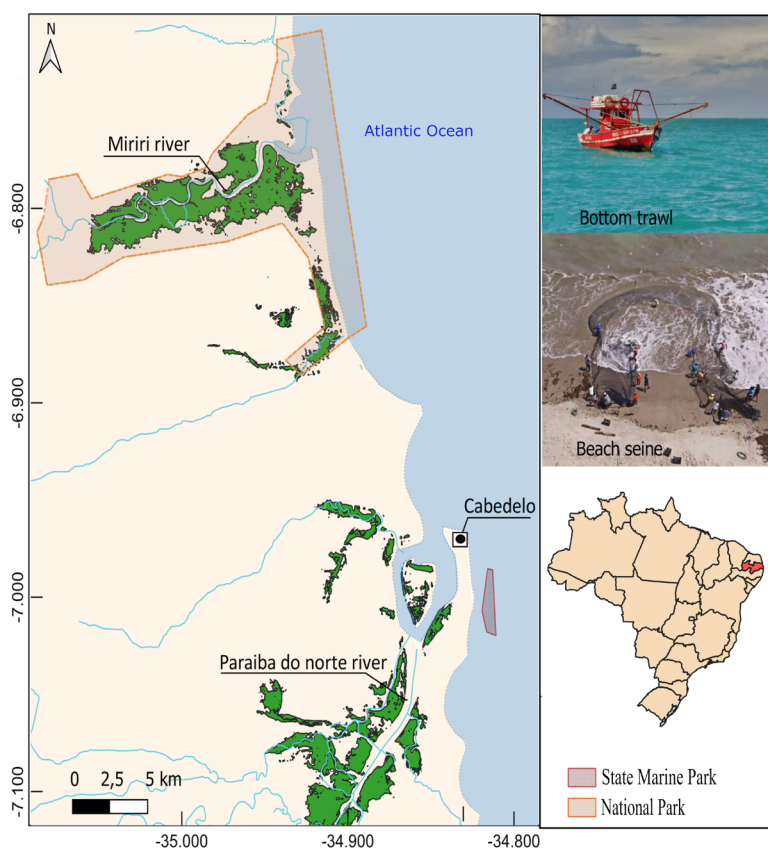 N
Atlantic Ocean
Miriri river
-6.800
-6.900
Cabedelo
-7.000
Paraiba do norte river
-7.100
0 2,5 5 km
-35.000 -34.900 -34.800
Bottom trawl
Beach seine
State Marine Park
National Park